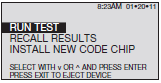 8:23AM 01•20•11
RUN TEST
RECALL RESULTS
INSTALL NEW CODE CHIP
SELECT WITH v OR ^ AND PRESS ENTER
PRESS EXIT TO EJECT DEVICE